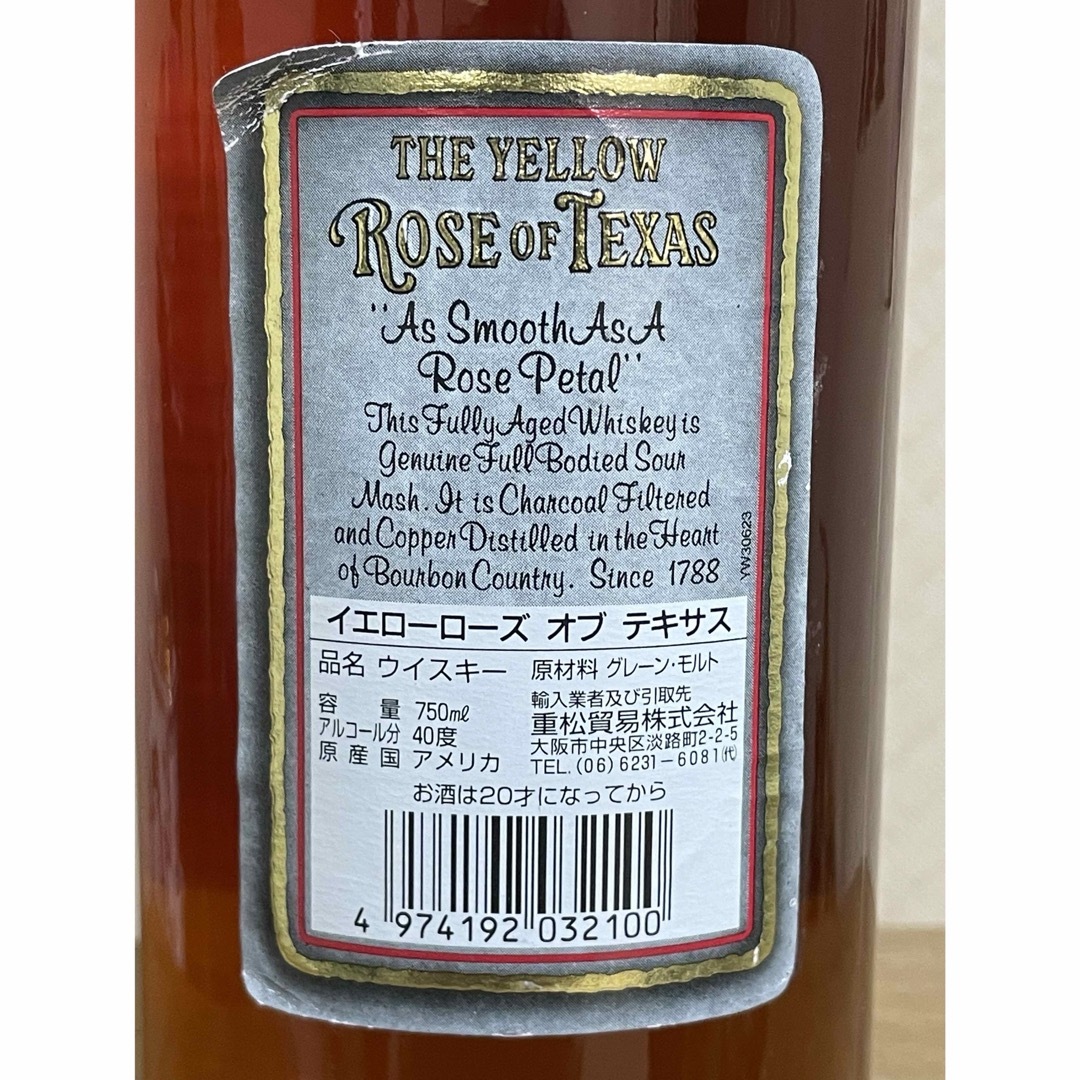 THE YELLOW
ROSE OF TEXAS
"As Smooth As A
Rose Petal"
This Fully Aged Whiskey is
Genuine Full Bodied Sour
Mash. It is Charcoal Filtered
and Copper Distilled in the Heart
of Bourbon Country. Since 1788
YW30623
イエローローズ オブ テキサス
品名 ウイスキー
原材料 グレーン・モルト
容量 750ml
アルコール分 40度
原産国 アメリカ
輸入業者及び引取先
重松貿易株式会社
大阪市中央区淡路町2-2-5
TEL.(06)6231-6081(代)
お酒は20才になってから
4 974192 032100